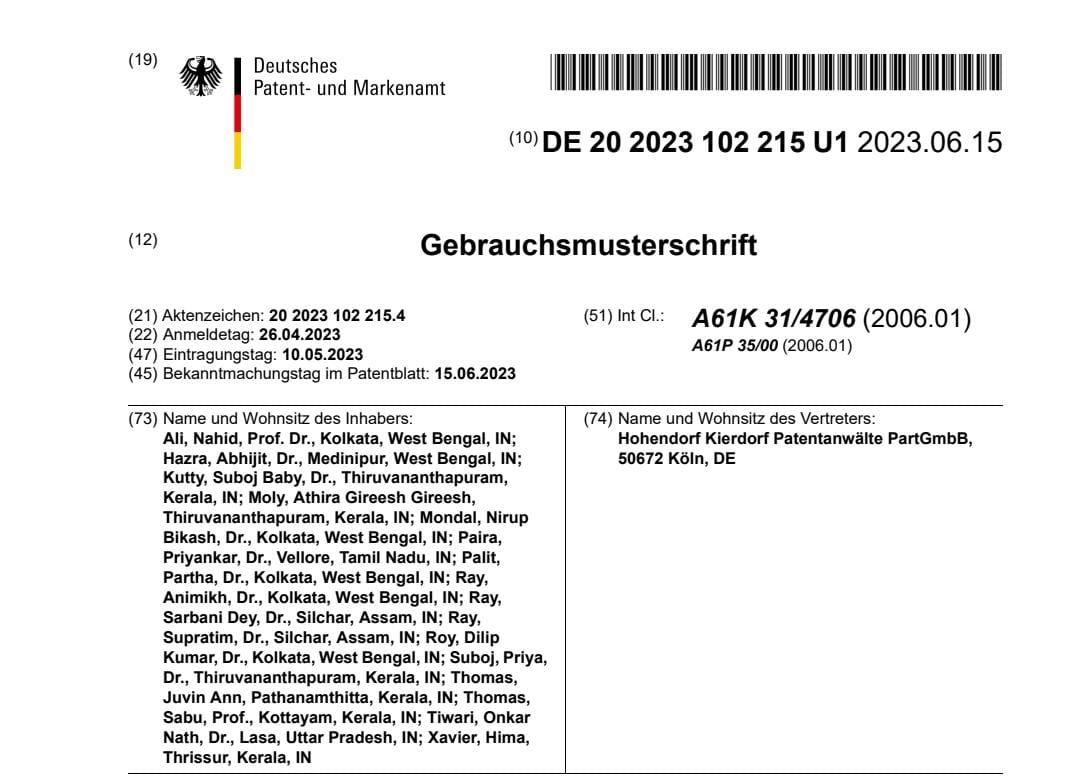 (19)
Deutsches
Patent- und Markenamt
(10) DE 20 2023 102 215 U1 2023.06.15
(12)
Gebrauchsmusterschrift
(21) Aktenzeichen: 20 2023 102 215.4
(22) Anmeldetag: 26.04.2023
(47) Eintragungstag: 10.05.2023
(45) Bekanntmachungstag im Patentblatt: 15.06.2023
(51) Int Cl.: A61K 31/4706 (2006.01)
A61P 35/00 (2006.01)
(73) Name und Wohnsitz des Inhabers:
Ali, Nahid, Prof. Dr., Kolkata, West Bengal, IN;
Hazra, Abhijit, Dr., Medinipur, West Bengal, IN;
Kutty, Suboj Baby, Dr., Thiruvananthapuram,
Kerala, IN; Moly, Athira Gireesh Gireesh,
Thiruvananthapuram, Kerala, IN; Mondal, Nirup
Bikash, Dr., Kolkata, West Bengal, IN; Paira,
Priyankar, Dr., Vellore, Tamil Nadu, IN; Palit,
Partha, Dr., Kolkata, West Bengal, IN; Ray,
Animikh, Dr., Kolkata, West Bengal, IN; Ray,
Sarbani Dey, Dr., Silchar, Assam, IN; Ray,
Supratim, Dr., Silchar, Assam, IN; Roy, Dilip
Kumar, Dr., Kolkata, West Bengal, IN; Suboj, Priya,
Dr., Thiruvananthapuram, Kerala, IN; Thomas,
Juvin Ann, Pathanamthitta, Kerala, IN; Thomas,
Sabu, Prof., Kottayam, Kerala, IN; Tiwari, Onkar
Nath, Dr., Lasa, Uttar Pradesh, IN; Xavier, Hima,
Thrissur, Kerala, IN
(74) Name und Wohnsitz des Vertreters:
Hohendorf Kierdorf Patentanwälte PartGmbB,
50672 Köln, DE